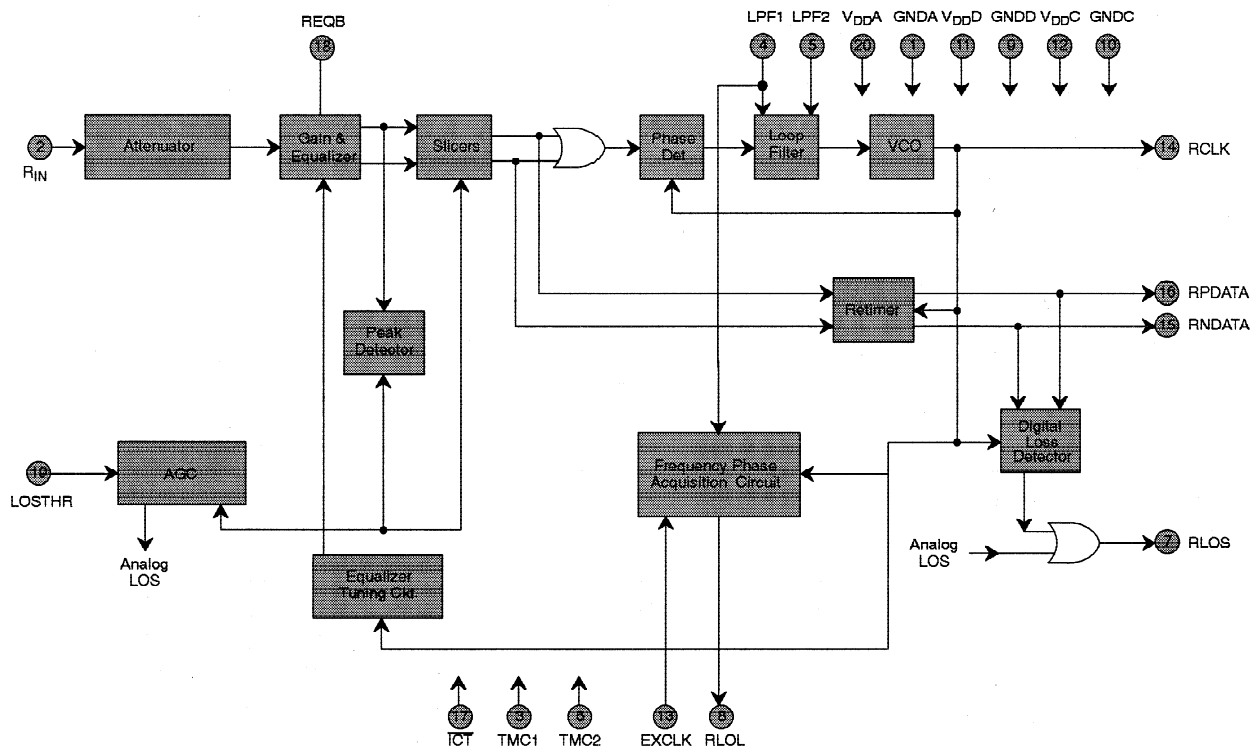 REQB
LPF1 LPF2 VDDA GNDA VDDD GNDD VDDC GNDC
18 4 5 20 1 11 9 12 10
2 Attenuator Gain & Equalizer Slicers Phase Det Loop Filter VCO 14 RCLK
RIN
Retimer 16 RPDATA
15 RNDATA
Peak Detector
Digital Loss Detector
19 AGC Frequency Phase Acquisition Circuit
LOSTHR
Analog LOS
Analog LOS
7 RLOS
Equalizer Tuning Ckt
17 3 13 8
ICT TMC1 TMC2 EXCLK RLOL